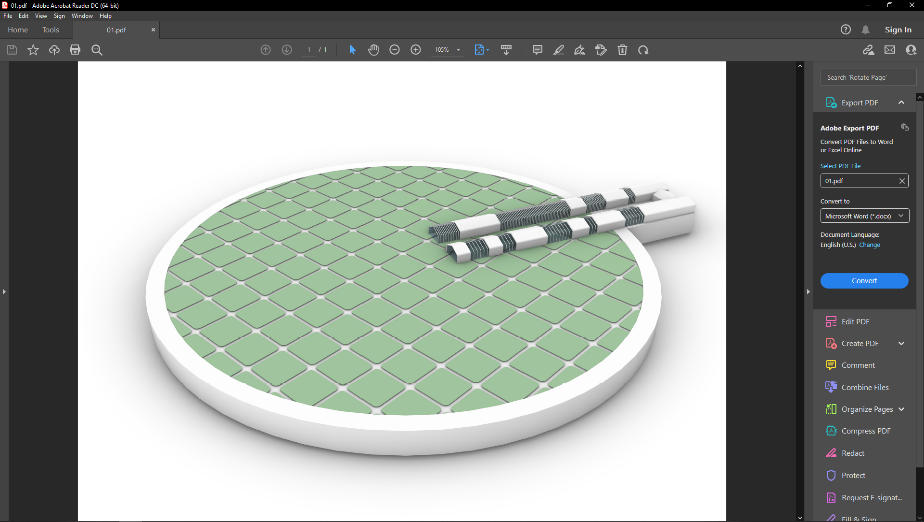 01.pdf - Adobe Acrobat Reader DC (64-bit)
File Edit View Sign Window Help
Home Tools 01.pdf × Sign In
1 / 1 105%
Search 'Rotate Page'
Export PDF
Adobe Export PDF
Convert PDF Files to Word
or Excel Online
Select PDF File
01.pdf
Convert to
Microsoft Word (*.docx)
Document Language:
English (U.S.) Change
Convert
Edit PDF
Create PDF
Comment
Combine Files
Organize Pages
Compress PDF
Redact
Protect
Request E-signat...
Fill & Sign